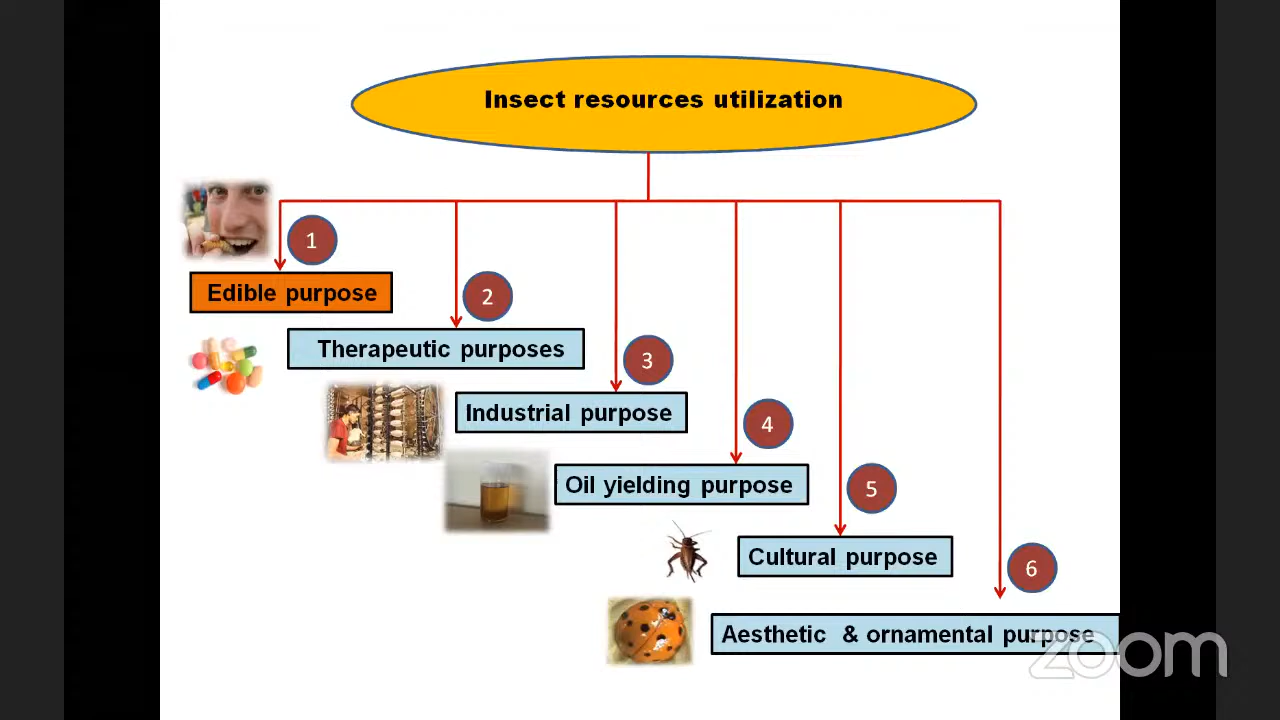 Insect resources utilization
1
Edible purpose
2
Therapeutic purposes
3
Industrial purpose
4
Oil yielding purpose
5
Cultural purpose
6
Aesthetic & ornamental purpose
zoom